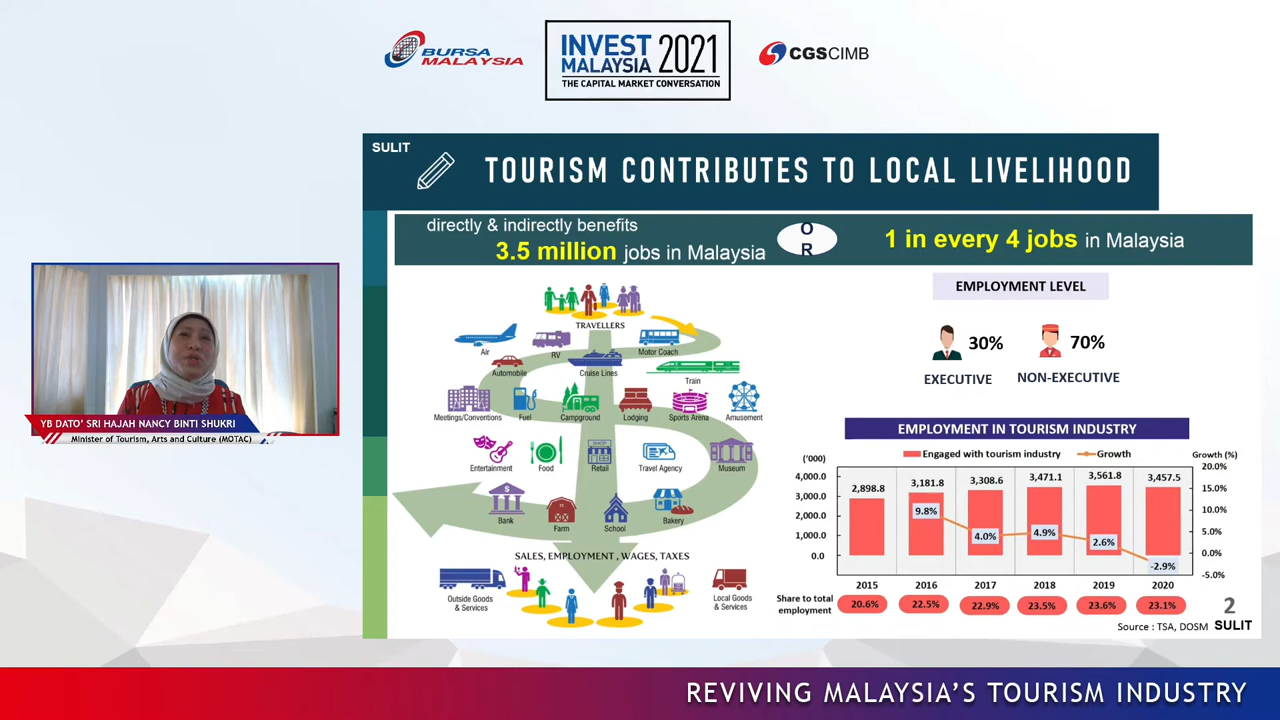 BURSA
MALAYSIA
INVEST
MALAYSIA 2021
THE CAPITAL MARKET CONVERSATION
CGS CIMB
SULIT
TOURISM CONTRIBUTES TO LOCAL LIVELIHOOD
directly & indirectly benefits
3.5 million jobs in Malaysia
O
R
1 in every 4 jobs in Malaysia
TRAVELLERS
Air
RV
Motor Coach
Automobile
Cruise Lines
Train
Meetings/Conventions
Fuel
Campground
Lodging
Sports Arena
Amusement
Entertainment
Food
SHOP
Retail
Travel Agency
Museum
$
Bank
Farm
School
Bakery
SALES, EMPLOYMENT , WAGES, TAXES
Outside Goods
& Services
Local Goods
& Services
EMPLOYMENT LEVEL
30%
EXECUTIVE
70%
NON-EXECUTIVE
EMPLOYMENT IN TOURISM INDUSTRY
('000)
Engaged with tourism industry
Growth
Growth (%)
4,000.0
3,000.0
2,000.0
1,000.0
0.0
2,898.8
3,181.8
3,308.6
3,471.1
3,561.8
3,457.5
9.8%
4.0%
4.9%
2.6%
-2.9%
20.0%
15.0%
10.0%
5.0%
0.0%
-5.0%
2015
2016
2017
2018
2019
2020
Share to total
employment
20.6%
22.5%
22.9%
23.5%
23.6%
23.1%
2
Source : TSA, DOSM
SULIT
YB DATO' SRI HAJAH NANCY BINTI SHUKRI
Minister of Tourism, Arts and Culture (MOTAC)
REVIVING MALAYSIA'S TOURISM INDUSTRY